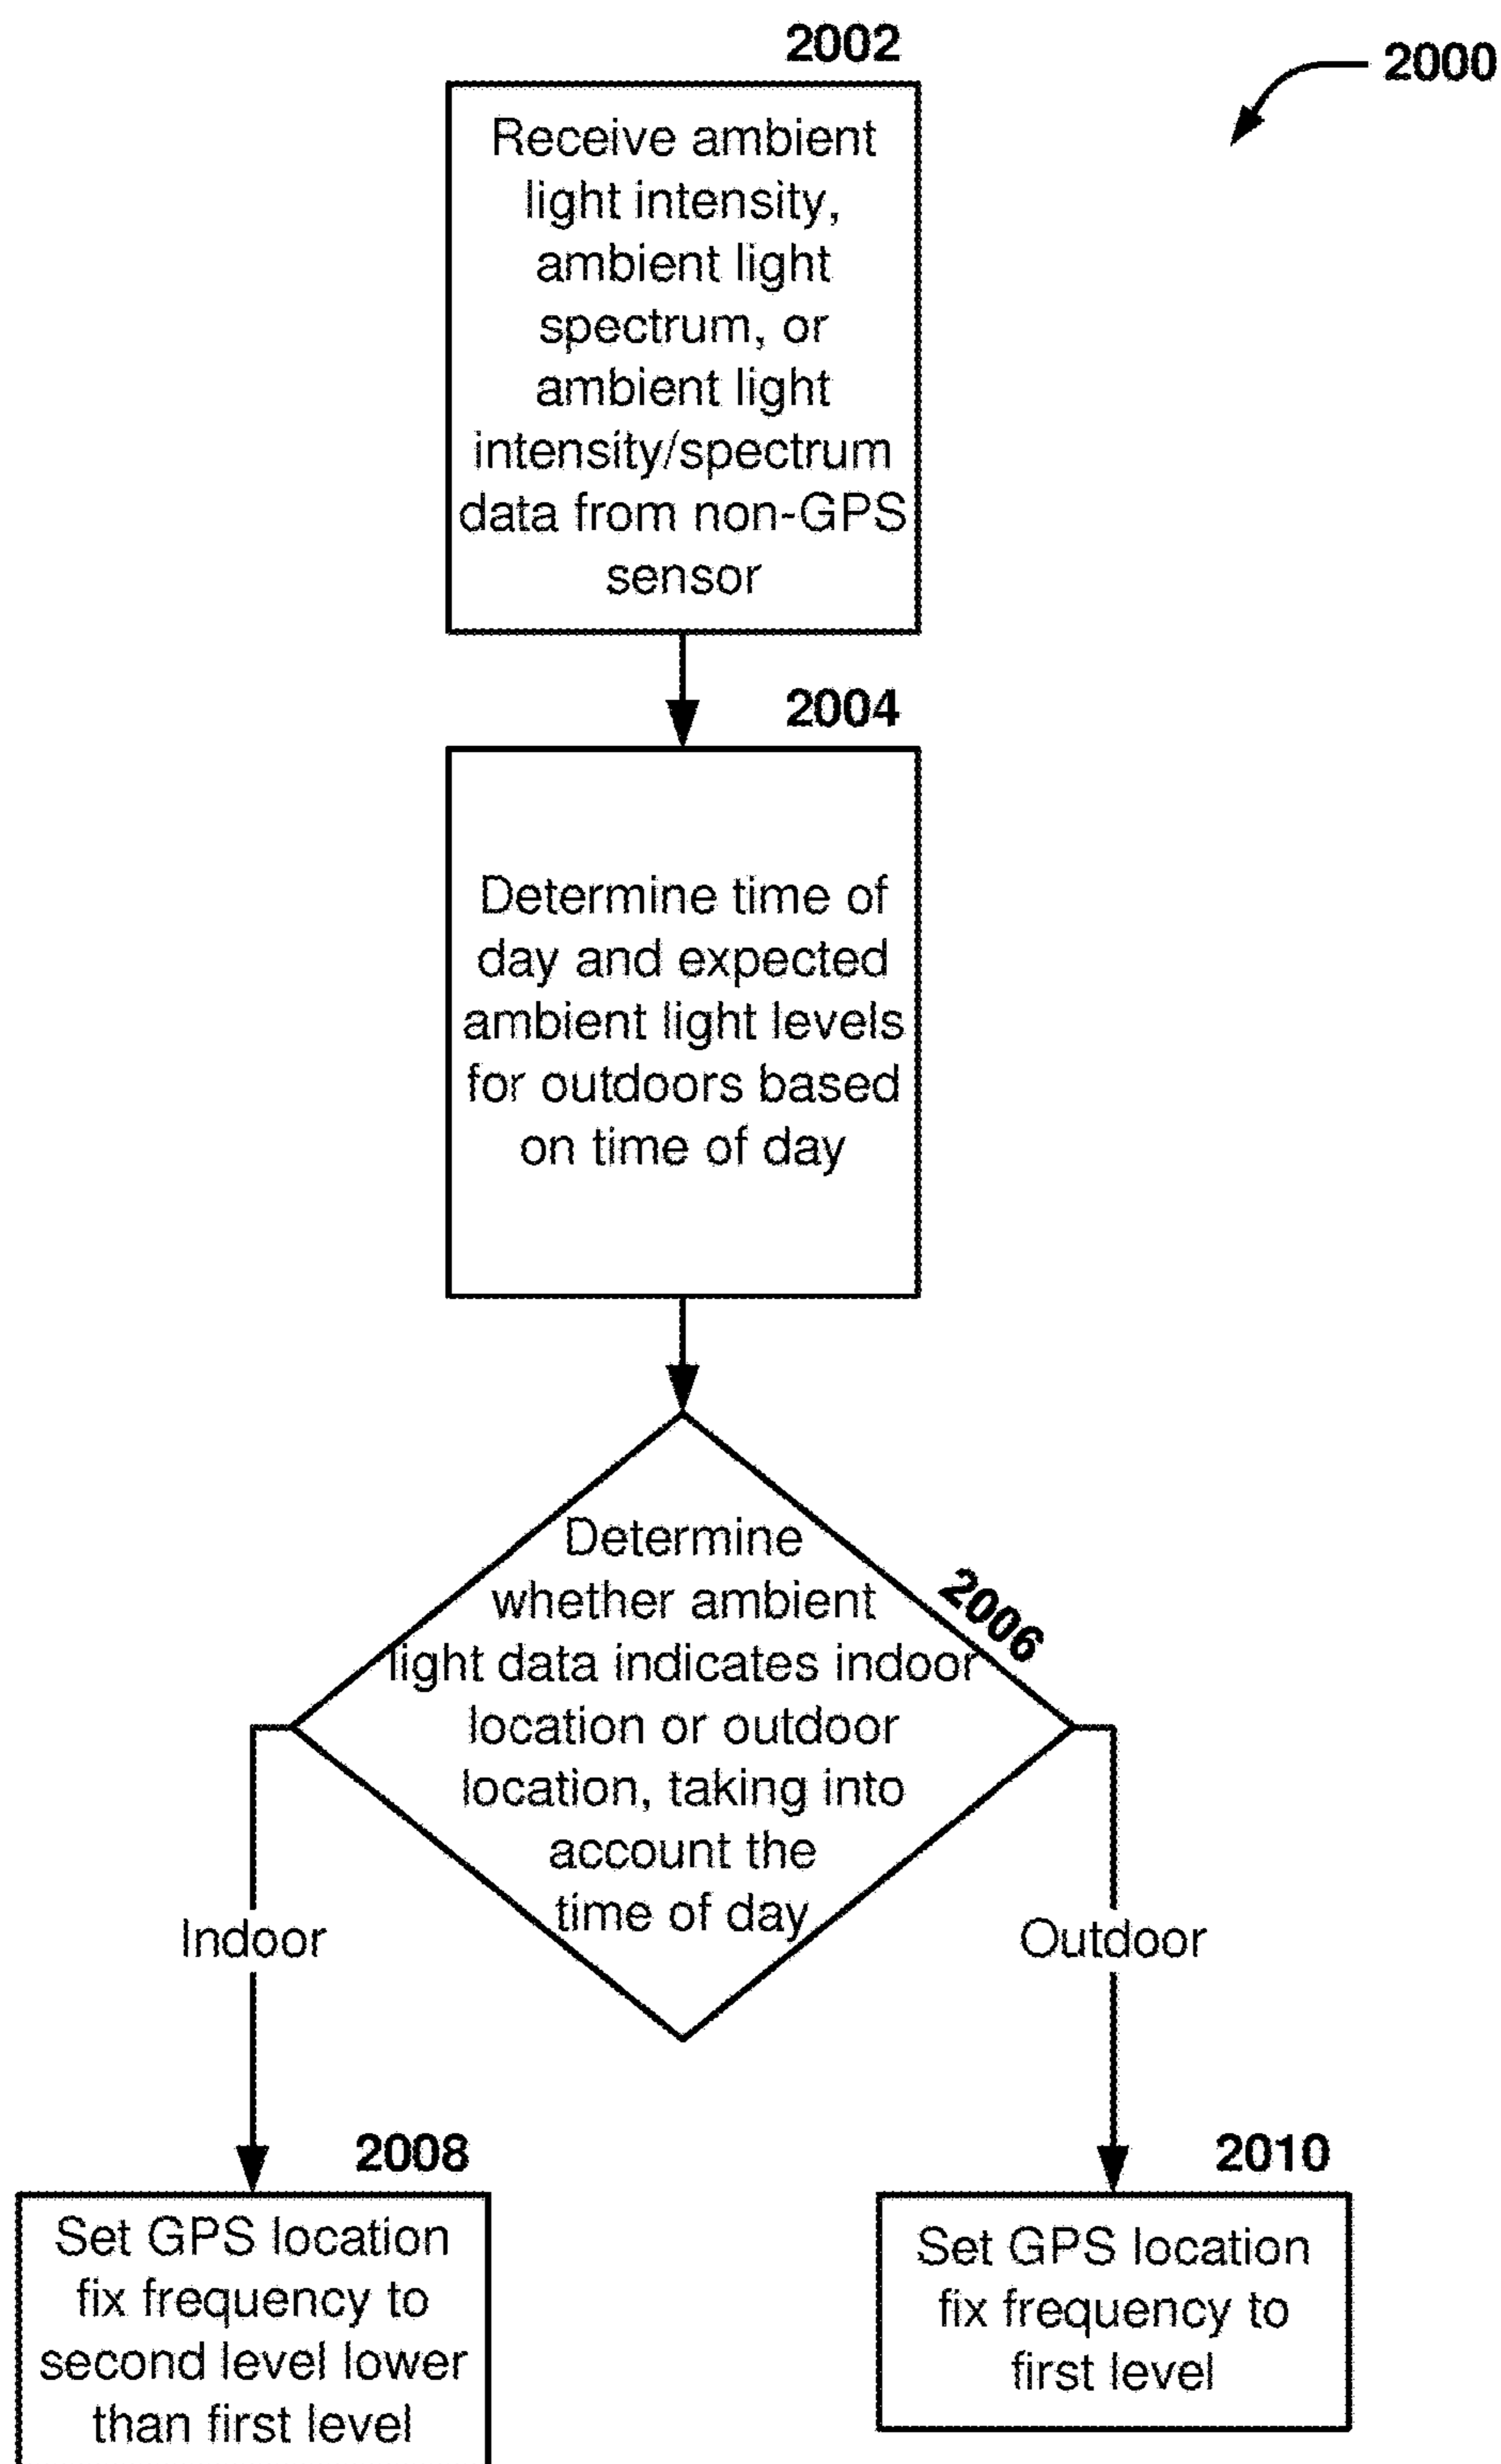 2002
2000
Receive ambient
light intensity,
ambient light
spectrum, or
ambient light
intensity/spectrum
data from non-GPS
sensor
2004
Determine time of
day and expected
ambient light levels
for outdoors based
on time of day
2006
Determine
whether ambient
light data indicates indoor
location or outdoor
location, taking into
account the
time of day
Indoor
Outdoor
2008
Set GPS location
fix frequency to
second level lower
than first level
2010
Set GPS location
fix frequency to
first level